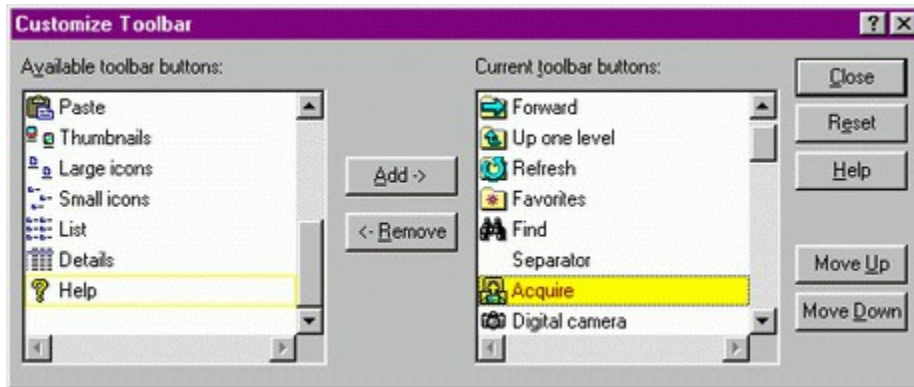 Customize Toolbar
Available toolbar buttons:
Paste
Thumbnails
Large icons
Small icons
List
Details
Help
Add ->
<- Remove
Current toolbar buttons:
Forward
Up one level
Refresh
Favorites
Find
Separator
Acquire
Digital camera
Close
Reset
Help
Move Up
Move Down